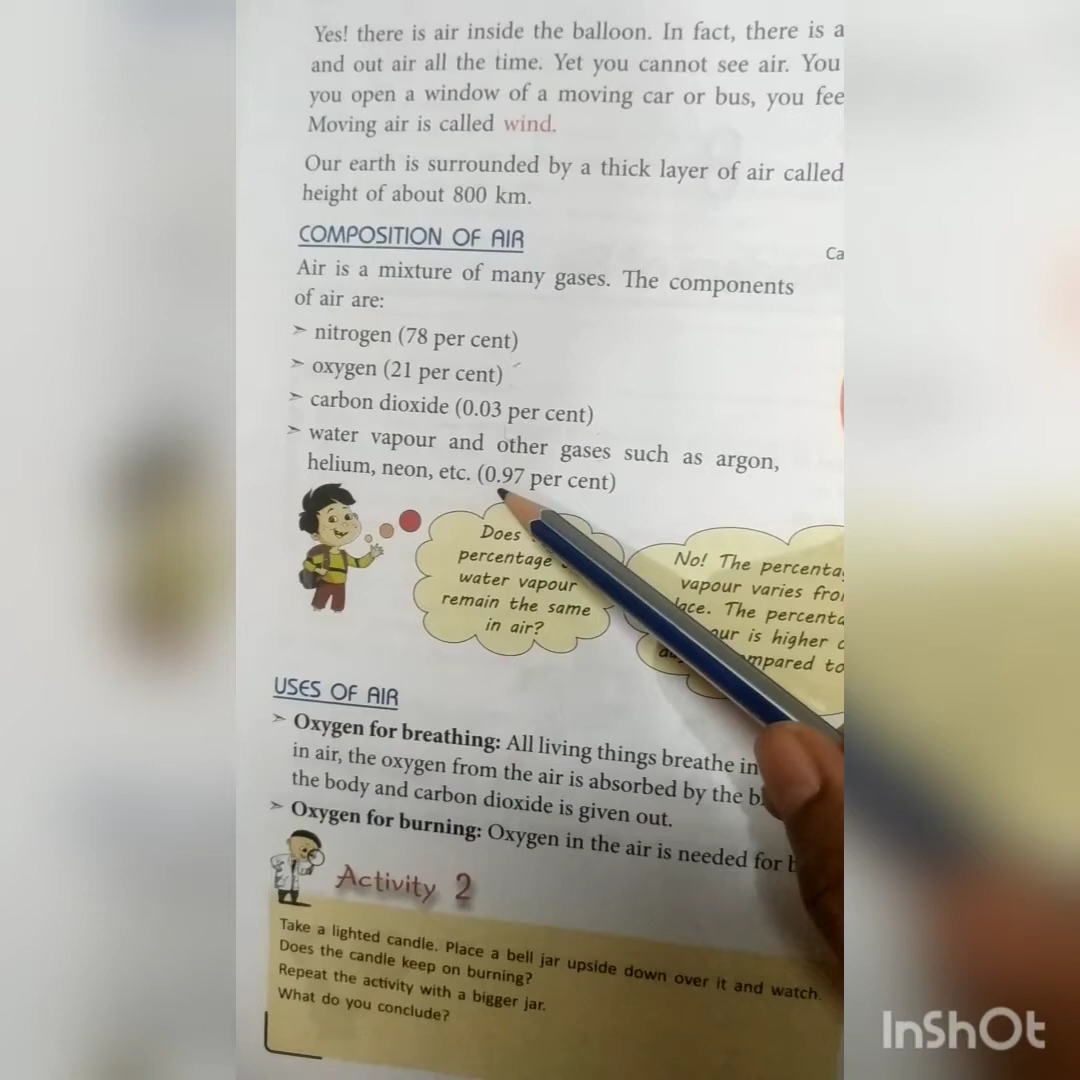 Yes! there is air inside the balloon. In fact, there is a
and out air all the time. Yet you cannot see air. You
you open a window of a moving car or bus, you fee
Moving air is called wind.
Our earth is surrounded by a thick layer of air called
height of about 800 km.
COMPOSITION OF AIR
Ca
Air is a mixture of many gases. The components
of air are:
➣ nitrogen (78 per cent)
➣ oxygen (21 per cent)
➣ carbon dioxide (0.03 per cent)
➣ water vapour and other gases such as argon,
helium, neon, etc. (0.97 per cent)
Does
percentage
water vapour
remain the same
in air?
No! The percenta
vapour varies fro
lace. The percenta
our is higher
mpared to
USES OF AIR
➣ Oxygen for breathing: All living things breathe in
in air, the oxygen from the air is absorbed by the b
the body and carbon dioxide is given out.
➣ Oxygen for burning: Oxygen in the air is needed for b
Activity 2
Take a lighted candle. Place a bell jar upside down over it and watch.
Does the candle keep on burning?
Repeat the activity with a bigger jar.
What do you conclude?
InShOt